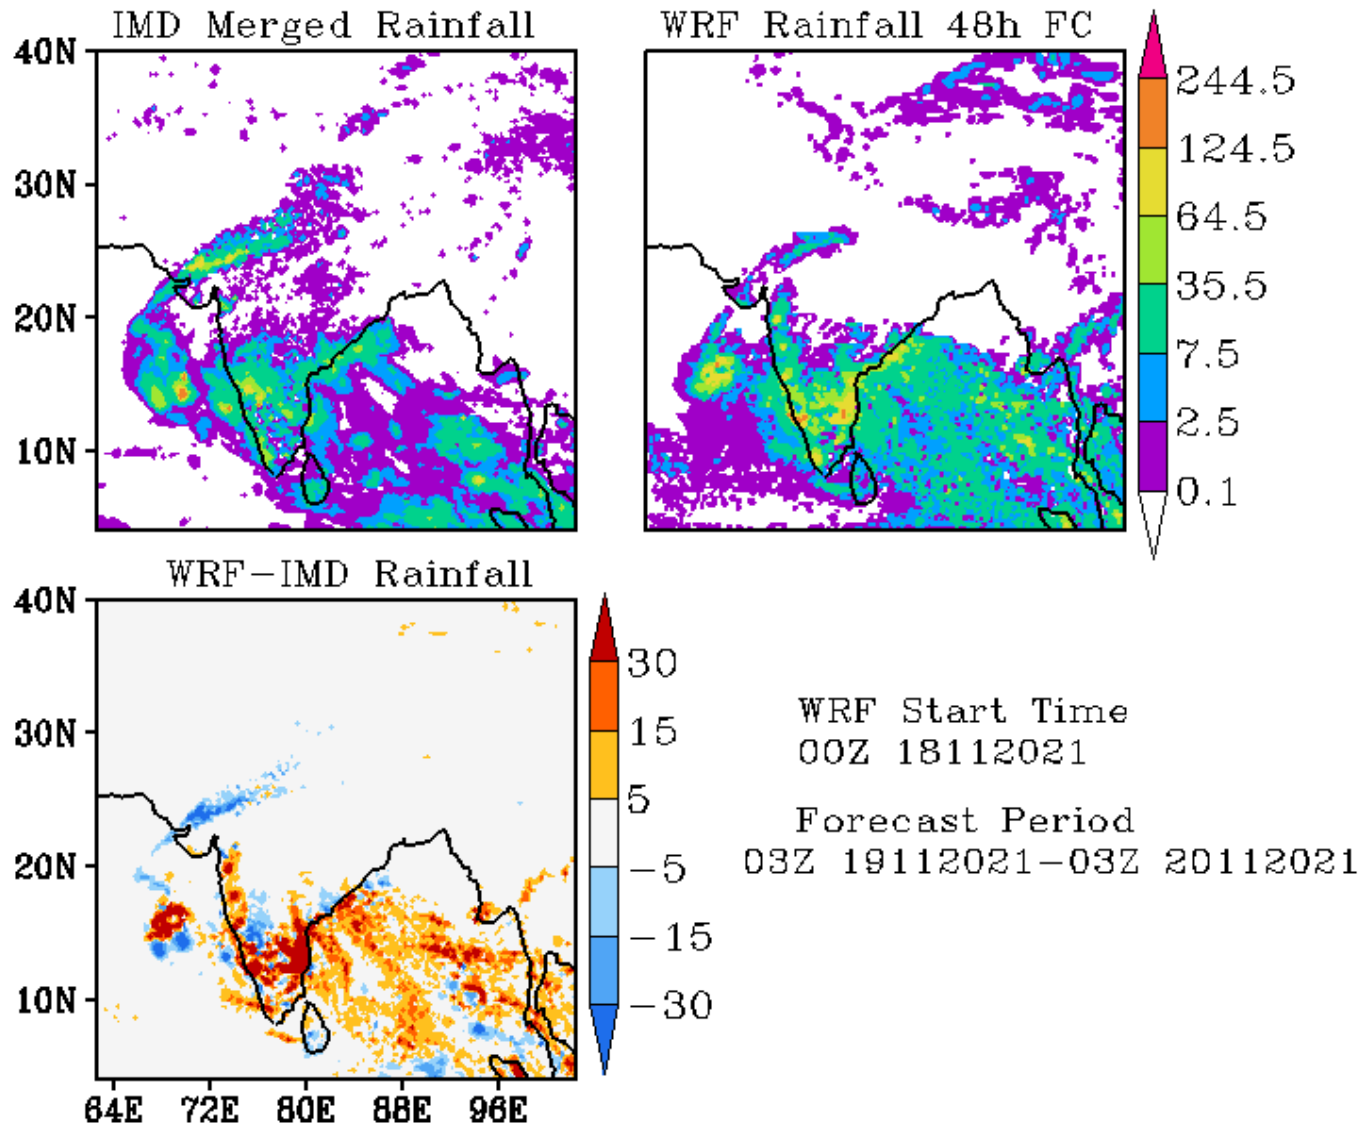 IMD Merged Rainfall
WRF Rainfall 48h FC
40N
30N
20N
10N
244.5
124.5
64.5
35.5
7.5
2.5
0.1
WRF-IMD Rainfall
40N
30N
20N
10N
64E 72E 80E 88E 96E
30
15
5
-5
-15
-30
WRF Start Time
00Z 18112021
Forecast Period
03Z 19112021-03Z 20112021